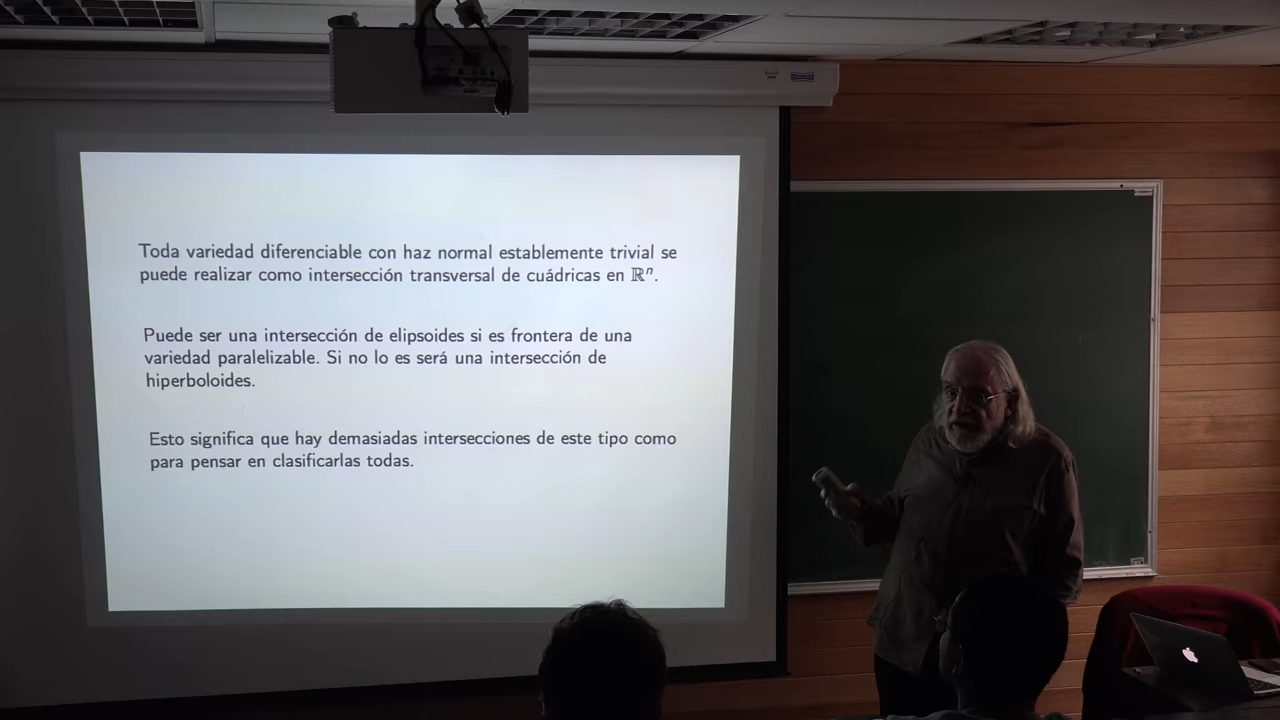 Toda variedad diferenciable con haz normal establemente trivial se
puede realizar como intersección transversal de cuádricas en ℝⁿ.
Puede ser una intersección de elipsoides si es frontera de una
variedad paralelizable. Si no lo es será una intersección de
hiperboloides.
Esto significa que hay demasiadas intersecciones de este tipo como
para pensar en clasificarlas todas.